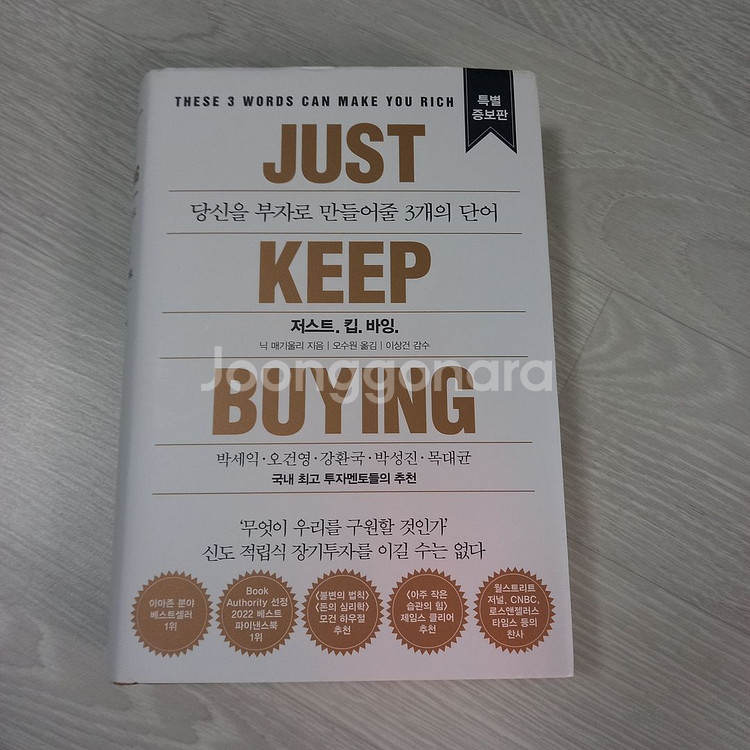 THESE 3 WORDS CAN MAKE YOU RICH
특별
증보판
JUST
당신을 부자로 만들어줄 3개의 단어
KEEP
저스트. 킵. 바잉.
닉 매기울리 지음 | 오수원 옮김 | 이상건 감수
Joonggonara
BUYING
박세익·오건영·강환국·박성진·목대균
국내 최고 투자멘토들의 추천
‘무엇이 우리를 구원할 것인가’
신도 적립식 장기투자를 이길 수는 없다
아마존 분야
베스트셀러
1위
Book
Authority 선정
2022 베스트
파이낸스북
1위
《불변의 법칙》
《돈의 심리학》
모건 하우절
추천
《아주 작은
습관의 힘》
제임스 클리어
추천
월스트리트
저널, CNBC,
로스앤젤러스
타임스 등의
찬사